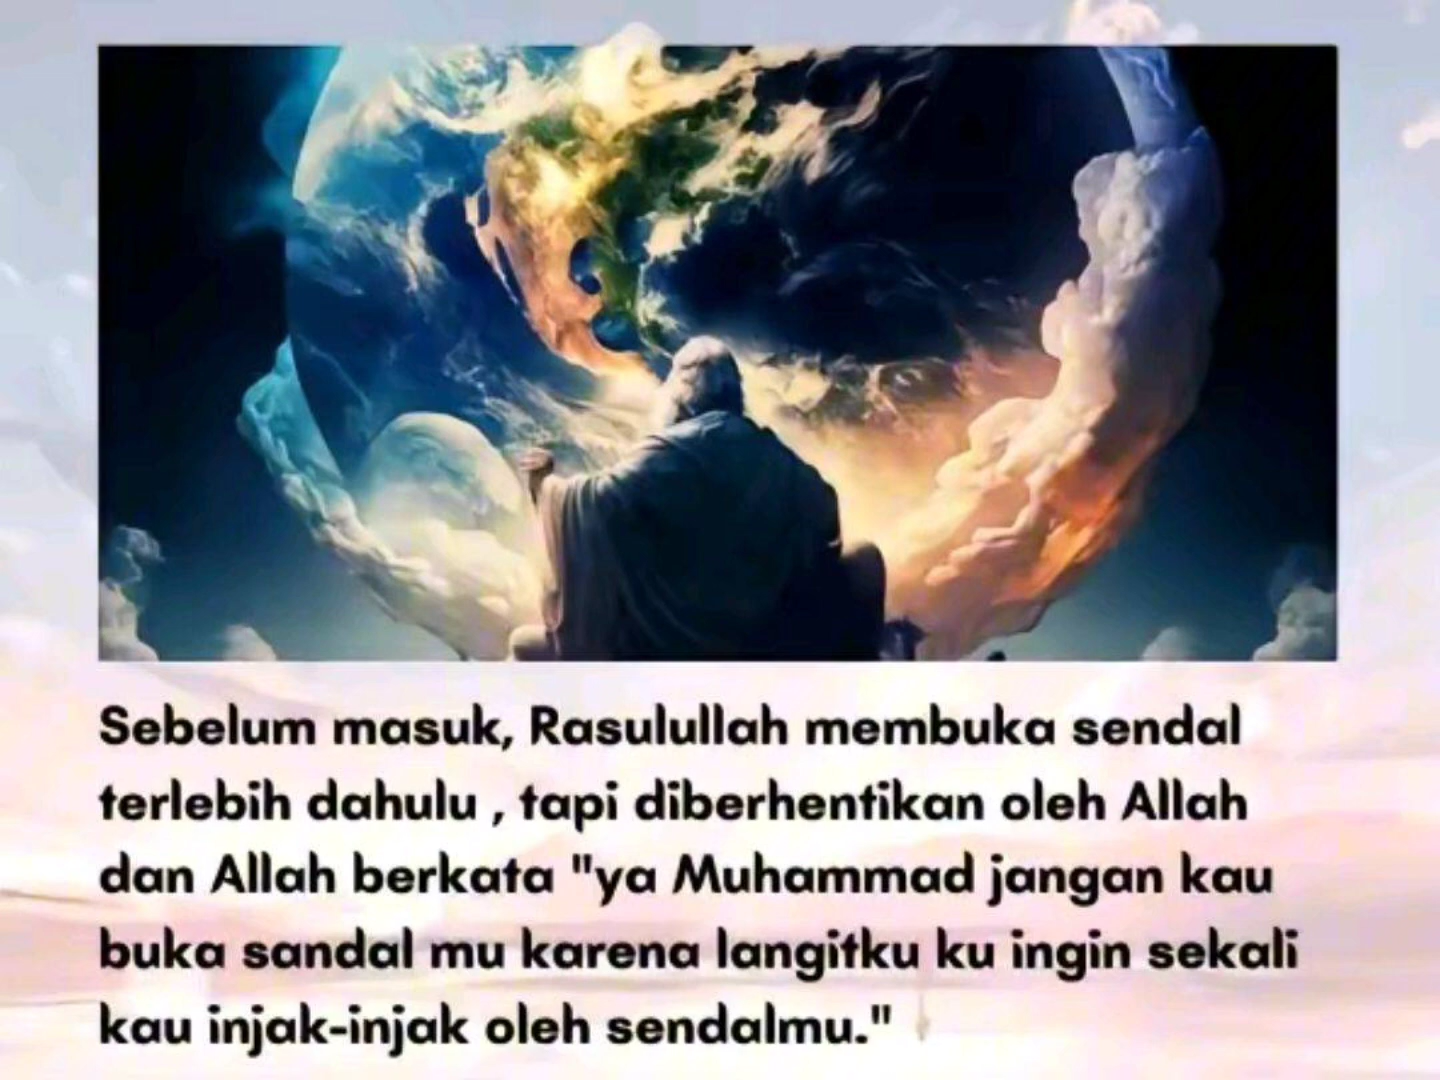 Sebelum masuk, Rasulullah membuka sendal
terlebih dahulu , tapi diberhentikan oleh Allah
dan Allah berkata "ya Muhammad jangan kau
buka sandal mu karena langitku ku ingin sekali
kau injak-injak oleh sendalmu."